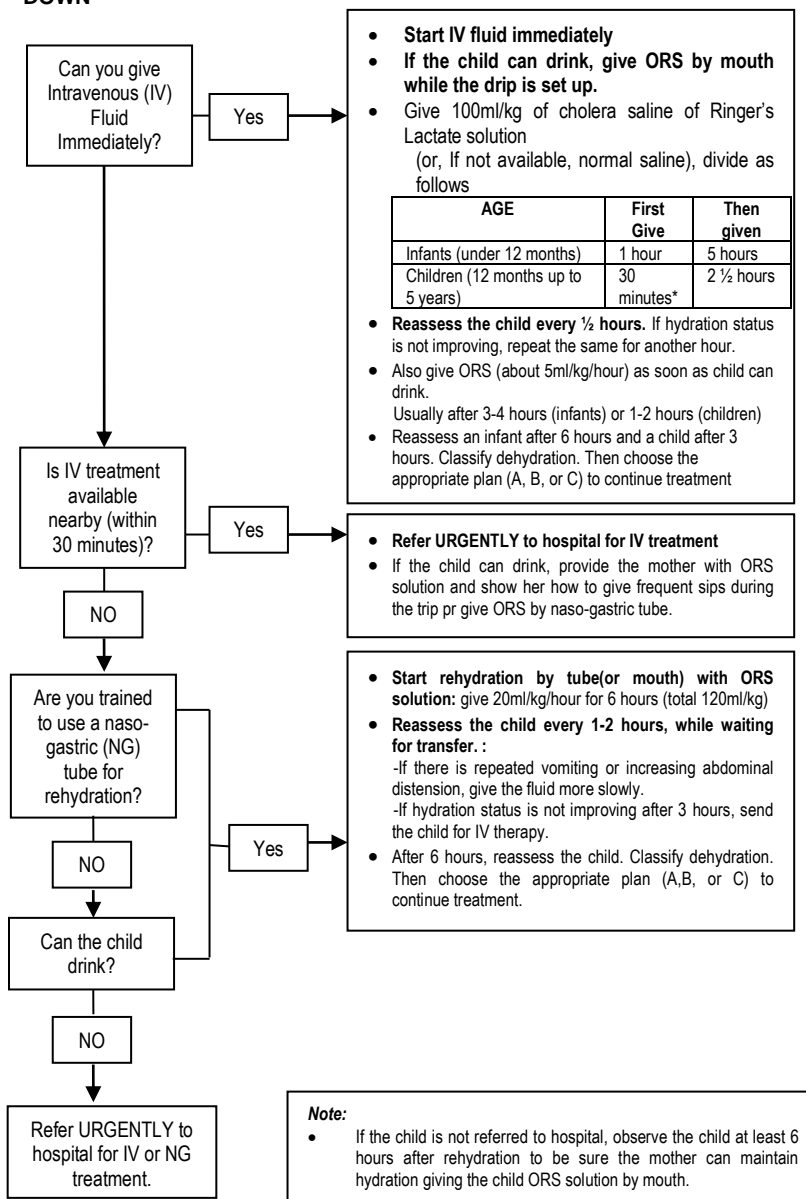 DOWN
Can you give
Intravenous (IV)
Fluid
Immediately?
Yes
• Start IV fluid immediately
• If the child can drink, give ORS by mouth
while the drip is set up.
• Give 100ml/kg of cholera saline of Ringer's
Lactate solution
(or, If not available, normal saline), divide as
follows
AGE First Then
Give given
Infants (under 12 months) 1 hour 5 hours
Children (12 months up to 30 2 ½ hours
5 years) minutes*
• Reassess the child every ½ hours. If hydration status
is not improving, repeat the same for another hour.
• Also give ORS (about 5ml/kg/hour) as soon as child can
drink.
Usually after 3-4 hours (infants) or 1-2 hours (children)
• Reassess an infant after 6 hours and a child after 3
hours. Classify dehydration. Then choose the
appropriate plan (A, B, or C) to continue treatment
Is IV treatment
available
nearby (within
30 minutes)?
Yes
• Refer URGENTLY to hospital for IV treatment
• If the child can drink, provide the mother with ORS
solution and show her how to give frequent sips during
the trip pr give ORS by naso-gastric tube.
NO
Are you trained
to use a naso-
gastric (NG)
tube for
rehydration?
• Start rehydration by tube(or mouth) with ORS
solution: give 20ml/kg/hour for 6 hours (total 120ml/kg)
• Reassess the child every 1-2 hours, while waiting
for transfer. :
-If there is repeated vomiting or increasing abdominal
distension, give the fluid more slowly.
-If hydration status is not improving after 3 hours, send
the child for IV therapy.
• After 6 hours, reassess the child. Classify dehydration.
Then choose the appropriate plan (A,B, or C) to
continue treatment.
Yes
NO
Can the child
drink?
NO
Refer URGENTLY to
hospital for IV or NG
treatment.
Note:
• If the child is not referred to hospital, observe the child at least 6
hours after rehydration to be sure the mother can maintain
hydration giving the child ORS solution by mouth.